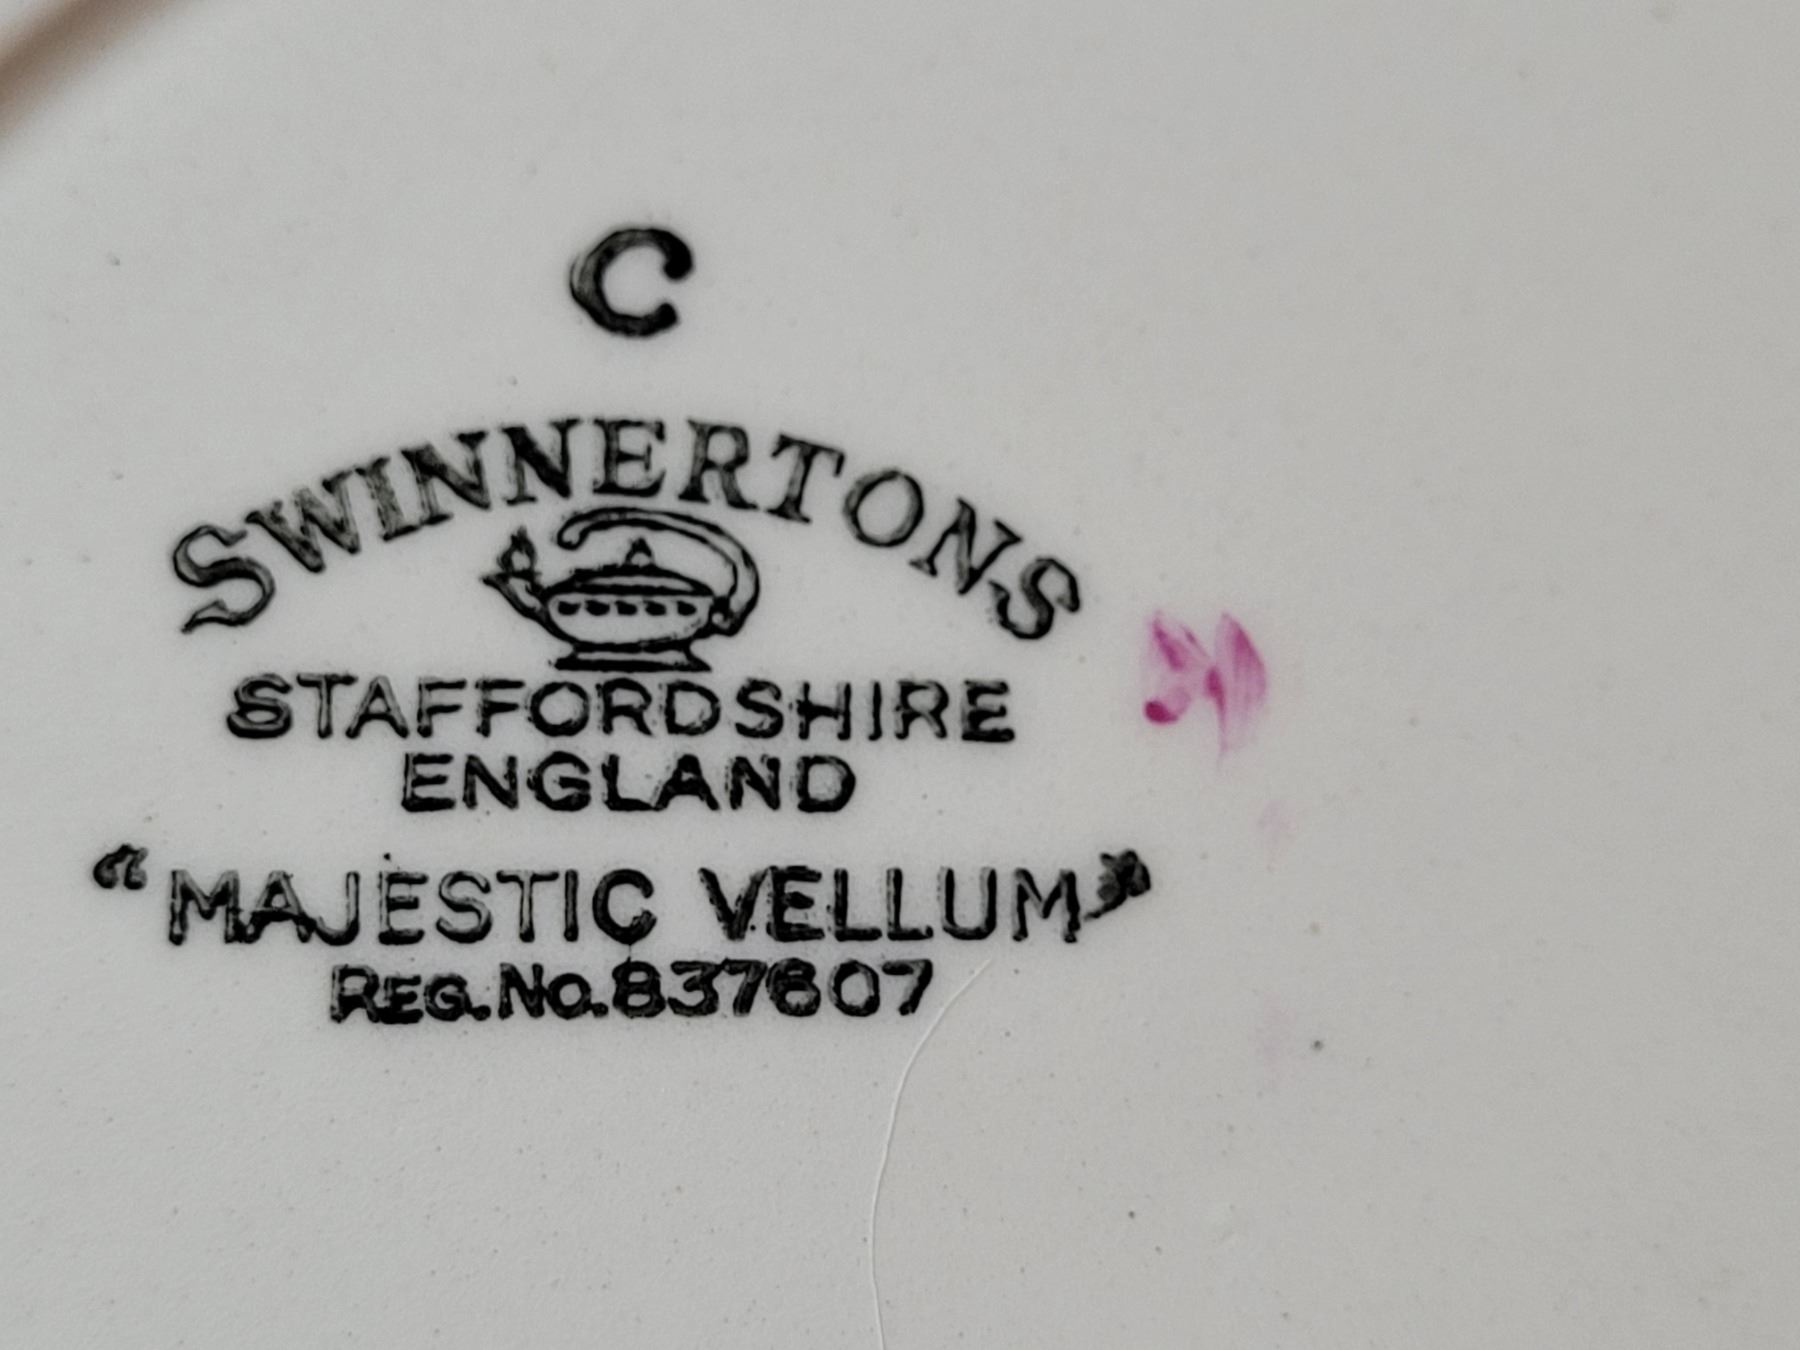 C
SWINNERTONS
STAFFORDSHIRE
ENGLAND
“MAJESTIC VELLUM”
REG. NO. 837607